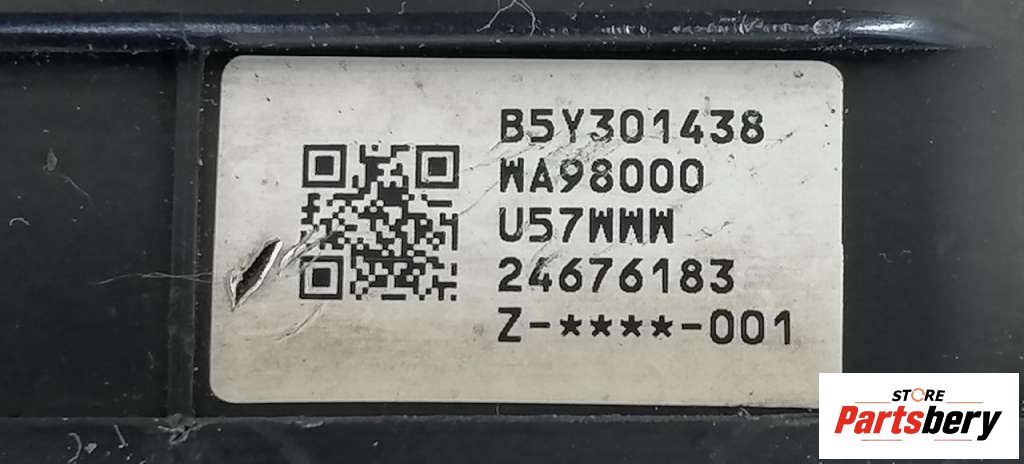 B5Y301438
WA98000
U57WWW
24676183
Z-****-001
STORE
Partsbery